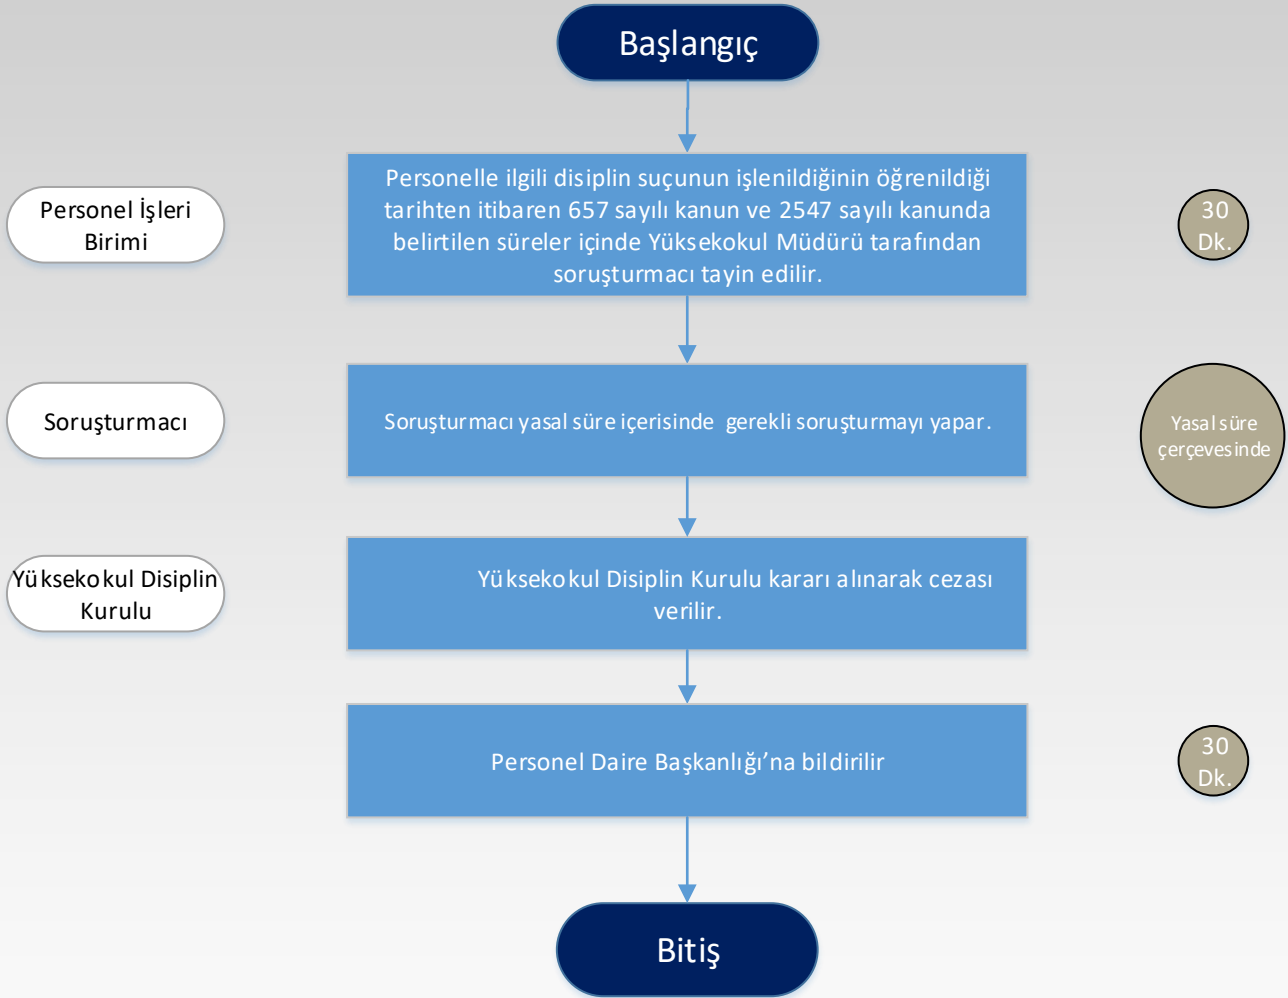 Başlangıç
Personel İşleri
Birimi
Personelle ilgili disiplin suçunun işlenildiğinin öğrenildiği
tarihten itibaren 657 sayılı kanun ve 2547 sayılı kanunda
belirtilen süreler içinde Yüksekokul Müdürü tarafından
soruşturmacı tayin edilir.
30
Dk.
Soruşturmacı
Soruşturmacı yasal süre içerisinde gerekli soruşturmayı yapar.
Yasal süre
çerçevesinde
Yüksekokul Disiplin
Kurulu
Yüksekokul Disiplin Kurulu kararı alınarak cezası
verilir.
Personel Daire Başkanlığı’na bildirilir
30
Dk.
Bitiş